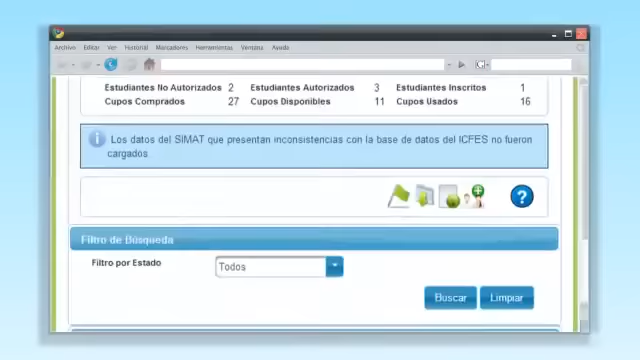 Archivo Editar Ver Historial Marcadores Herramientas Ventana Ayuda
G
Estudiantes No Autorizados 2 Estudiantes Autorizados 3 Estudiantes Inscritos 1
Cupos Comprados 27 Cupos Disponibles 11 Cupos Usados 16
Los datos del SIMAT que presentan inconsistencias con la base de datos del ICFES no fueron
cargados
?
Filtro de Búsqueda
Filtro por Estado Todos
Buscar Limpiar